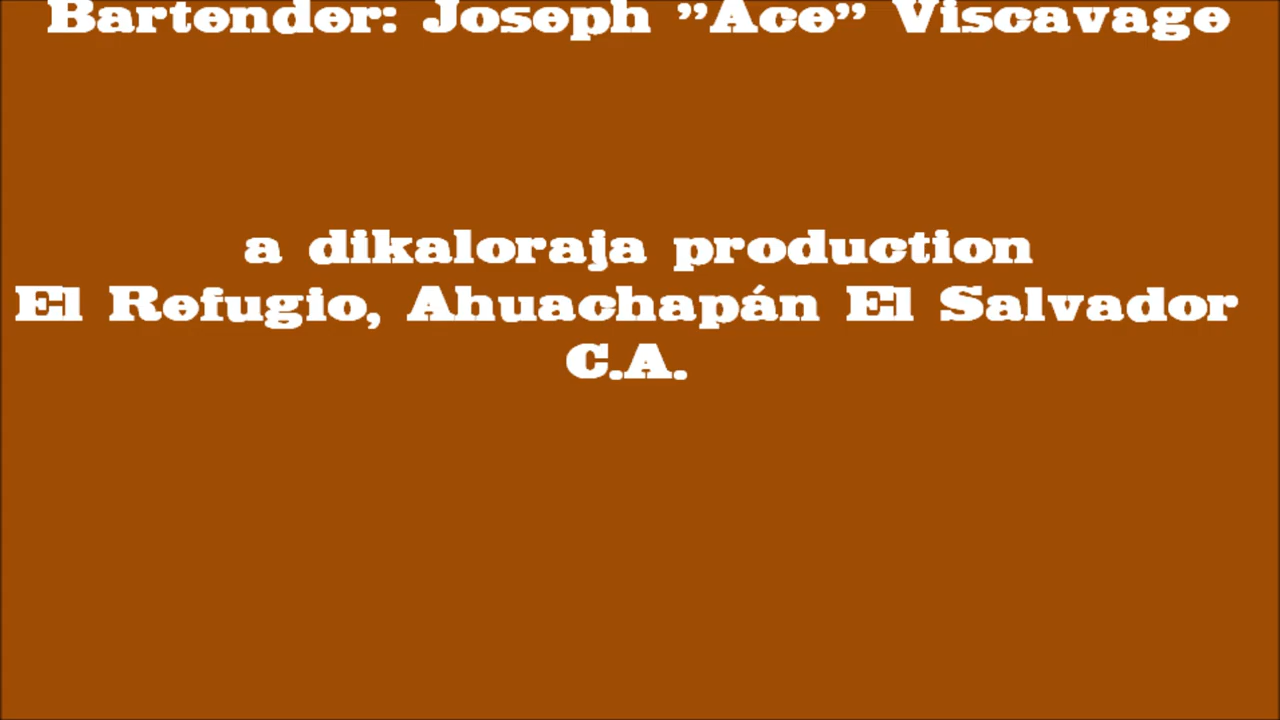 Bartender: Joseph ”Ace” Viscavage
a dikaloraja production
El Refugio, Ahuachapán El Salvador
C.A.